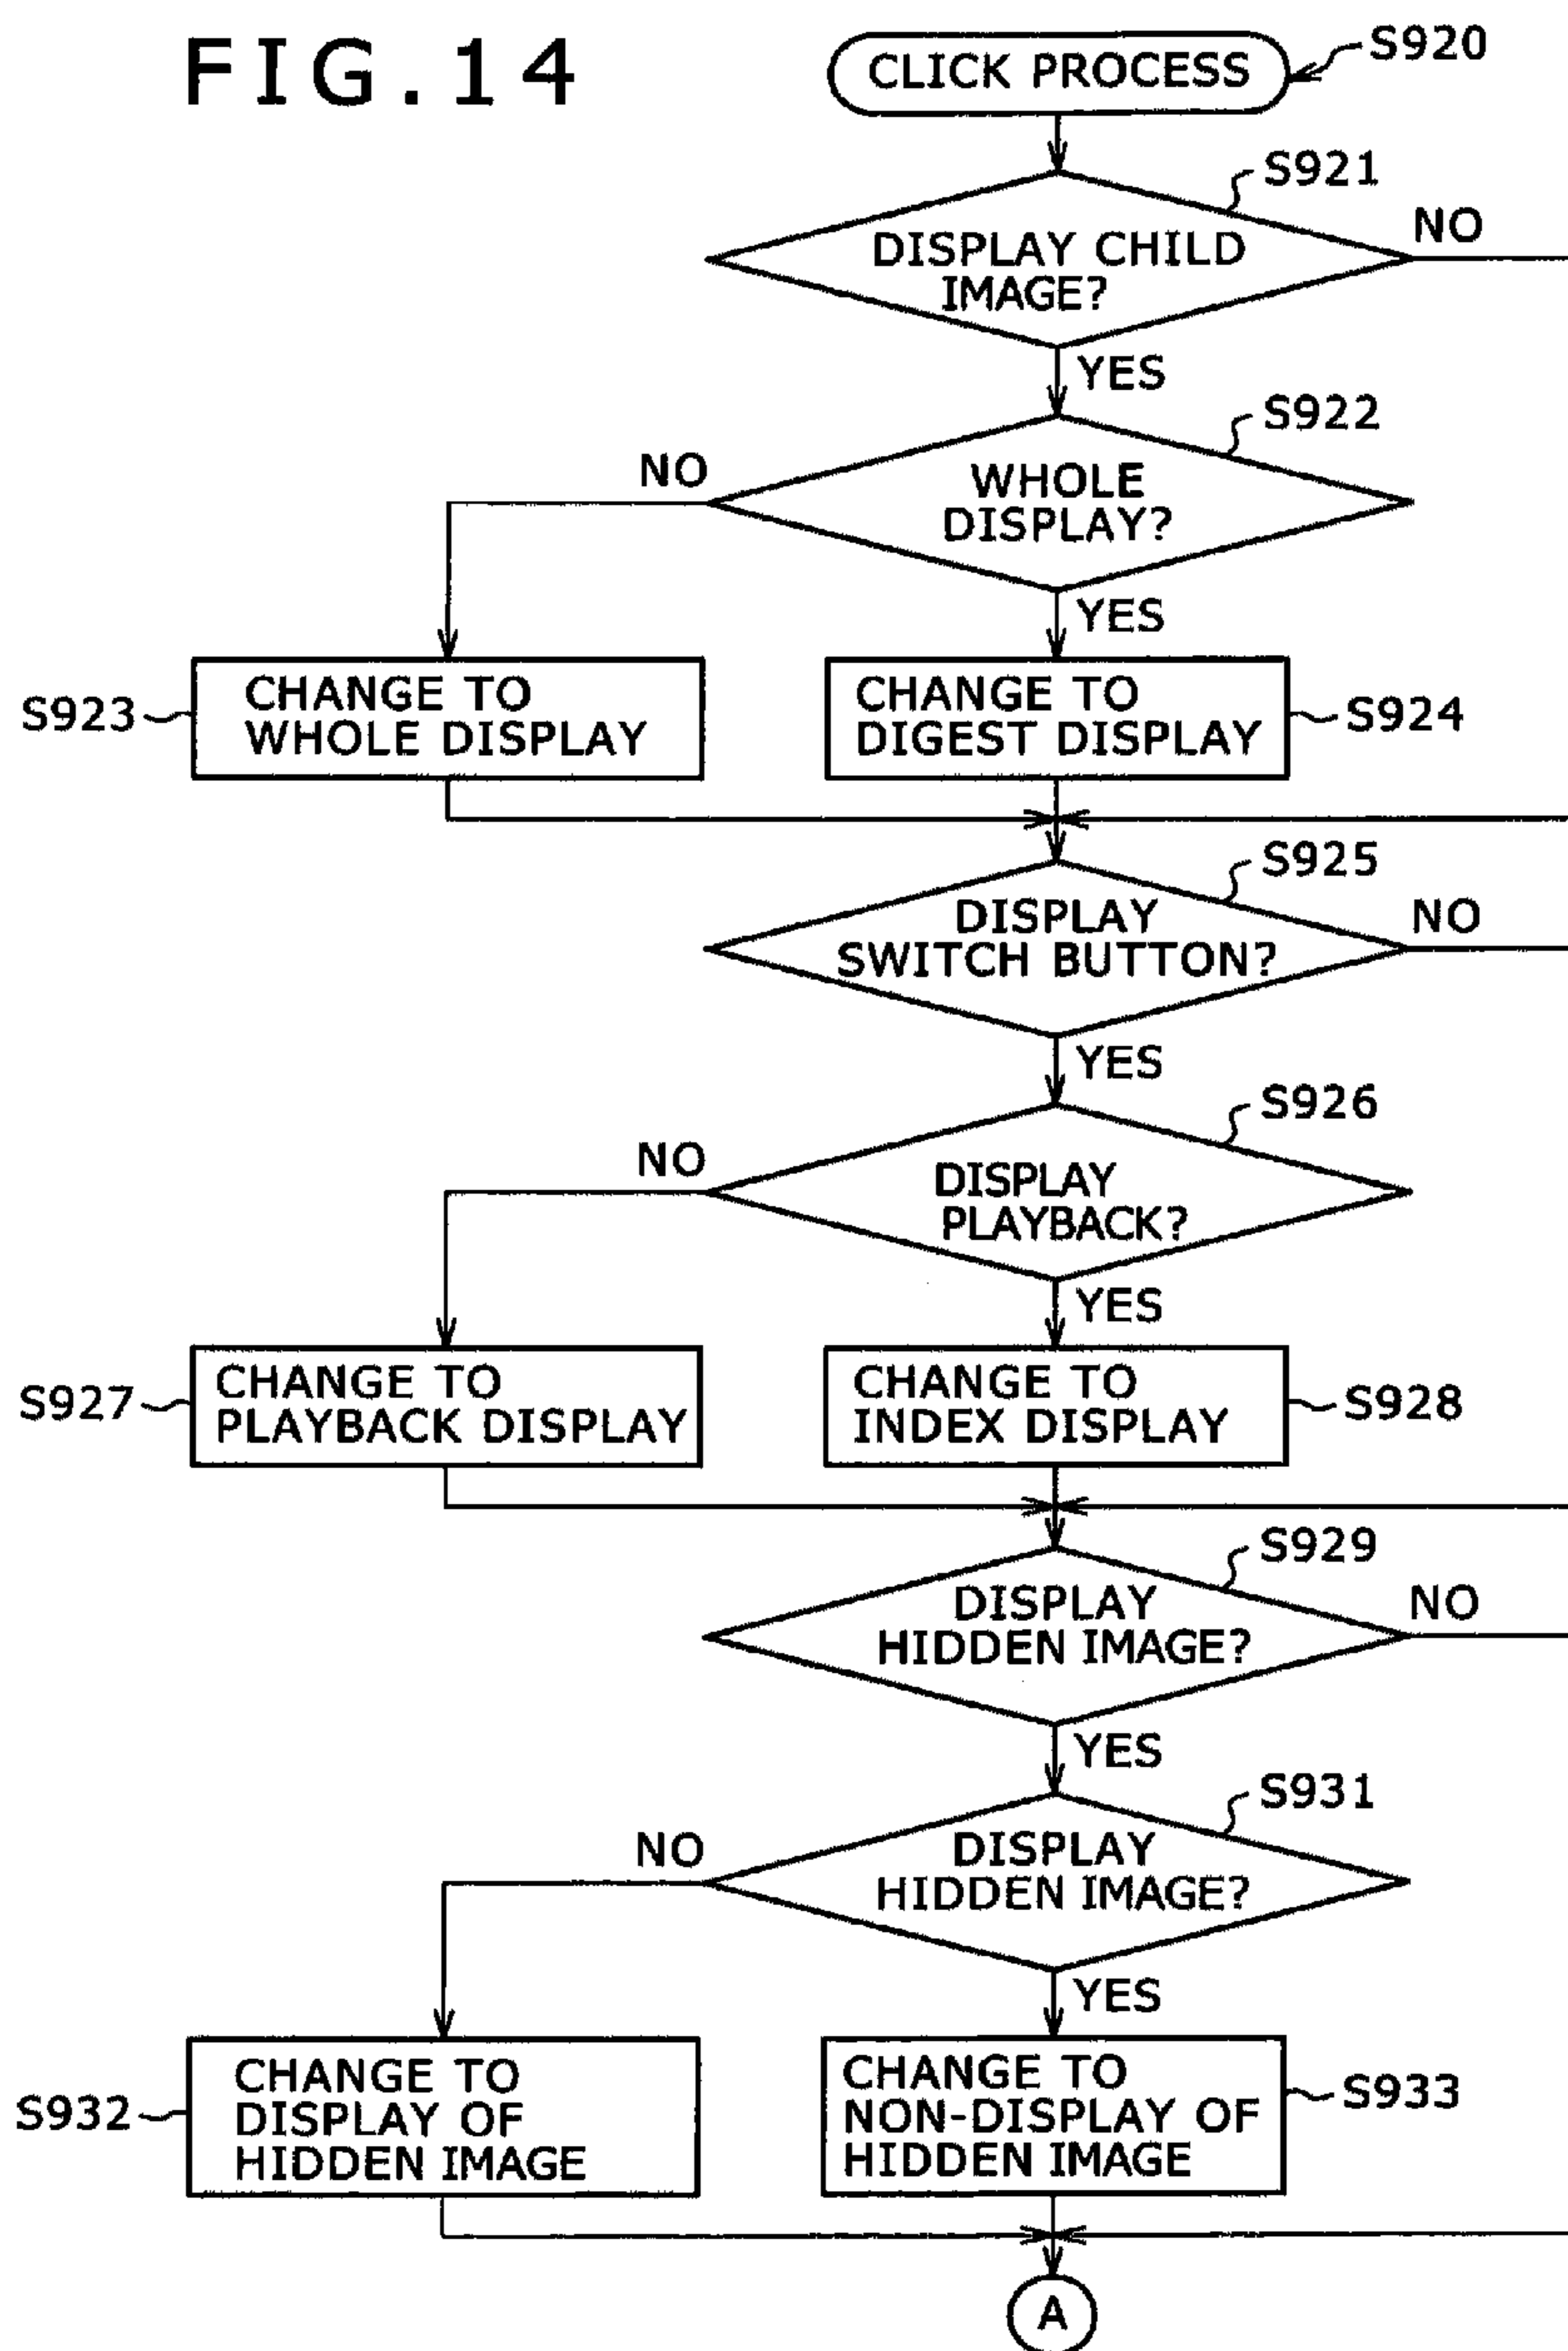 FIG.14
CLICK PROCESS
S920
S921
DISPLAY CHILD
IMAGE?
NO
YES
S922
WHOLE
DISPLAY?
NO
YES
S923
CHANGE TO
WHOLE DISPLAY
CHANGE TO
DIGEST DISPLAY
S924
S925
DISPLAY
SWITCH BUTTON?
NO
YES
S926
DISPLAY
PLAYBACK?
NO
YES
S927
CHANGE TO
PLAYBACK DISPLAY
CHANGE TO
INDEX DISPLAY
S928
S929
DISPLAY
HIDDEN IMAGE?
NO
YES
S931
DISPLAY
HIDDEN IMAGE?
NO
YES
S932
CHANGE TO
DISPLAY OF
HIDDEN IMAGE
CHANGE TO
NON-DISPLAY OF
HIDDEN IMAGE
S933
A